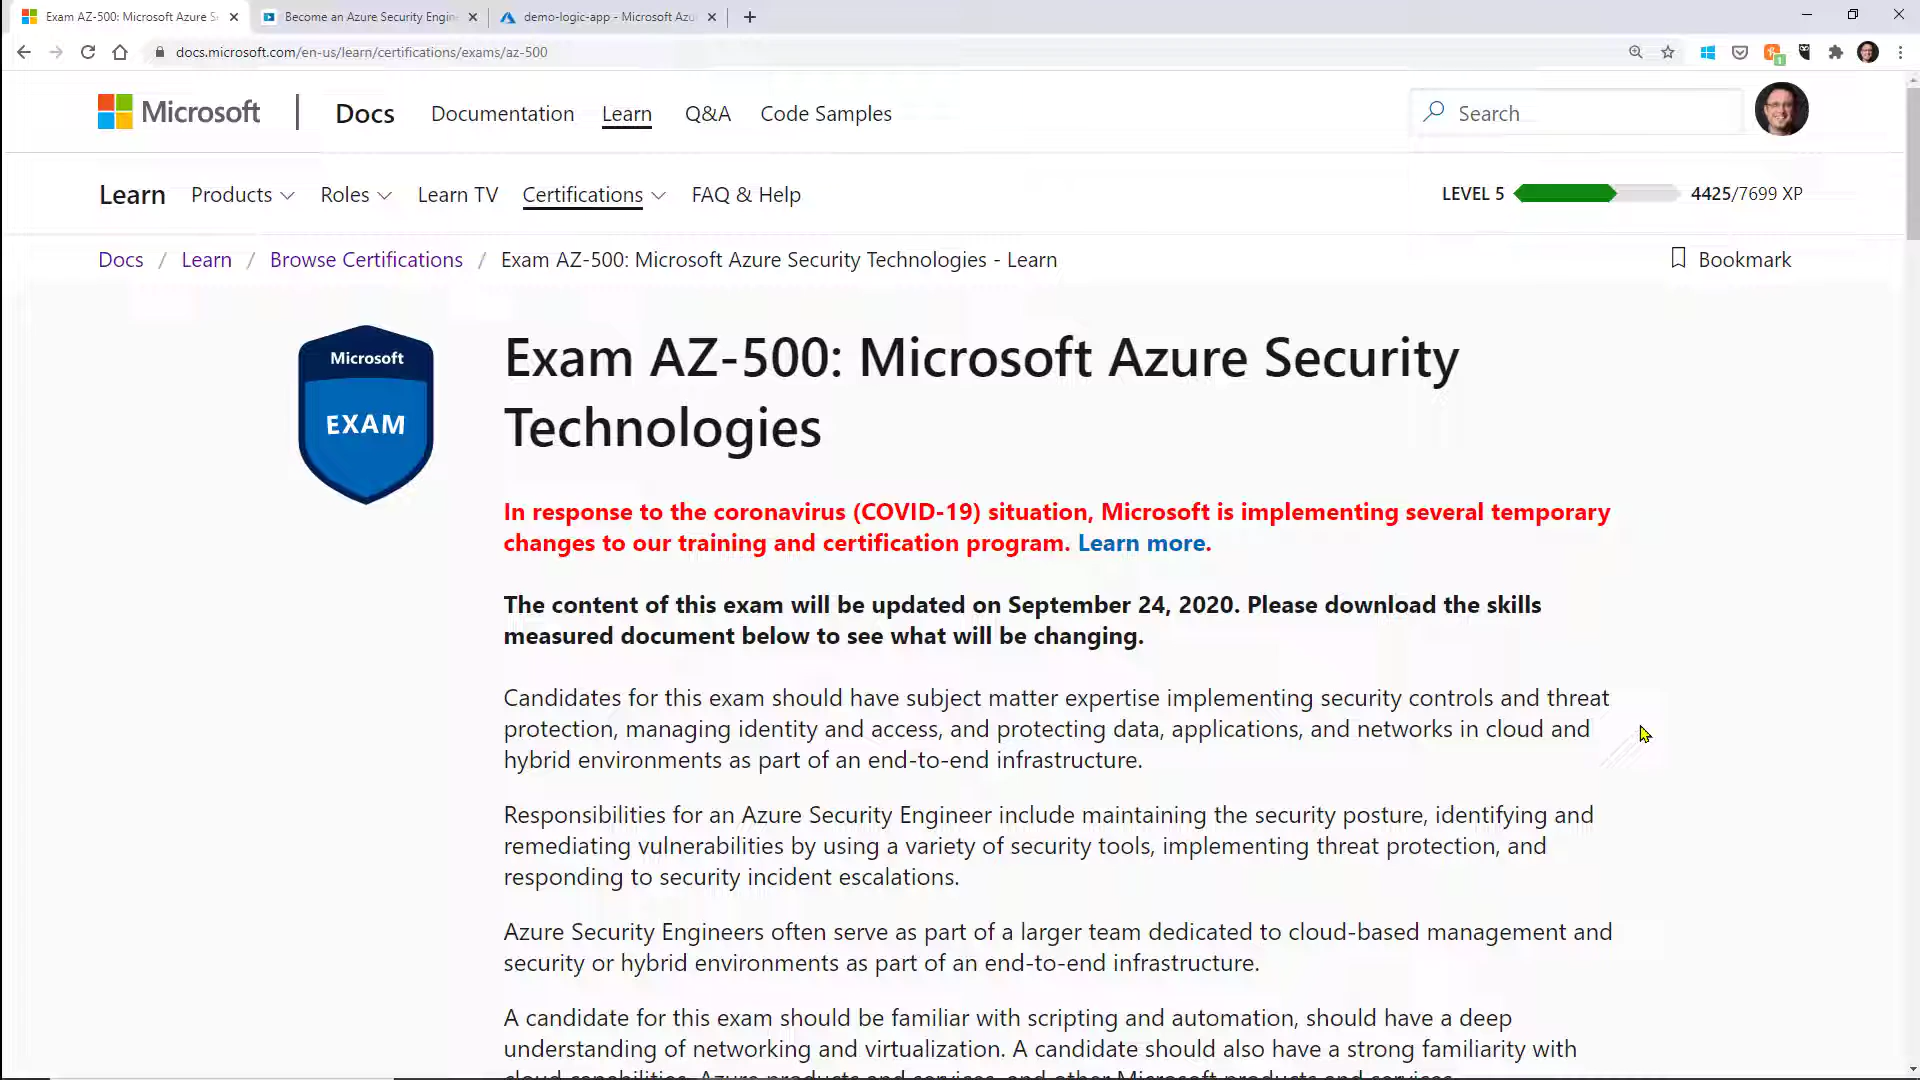 Exam AZ-500: Microsoft Azure S
Become an Azure Security Engin
demo-logic-app - Microsoft Azu
docs.microsoft.com/en-us/learn/certifications/exams/az-500
Microsoft
Docs
Documentation
Learn
Q&A
Code Samples
Search
Learn
Products
Roles
Learn TV
Certifications
FAQ & Help
LEVEL 5
4425/7699 XP
Docs / Learn / Browse Certifications / Exam AZ-500: Microsoft Azure Security Technologies - Learn
Bookmark
Microsoft
EXAM
Exam AZ-500: Microsoft Azure Security
Technologies
In response to the coronavirus (COVID-19) situation, Microsoft is implementing several temporary
changes to our training and certification program. Learn more.
The content of this exam will be updated on September 24, 2020. Please download the skills
measured document below to see what will be changing.
Candidates for this exam should have subject matter expertise implementing security controls and threat
protection, managing identity and access, and protecting data, applications, and networks in cloud and
hybrid environments as part of an end-to-end infrastructure.
Responsibilities for an Azure Security Engineer include maintaining the security posture, identifying and
remediating vulnerabilities by using a variety of security tools, implementing threat protection, and
responding to security incident escalations.
Azure Security Engineers often serve as part of a larger team dedicated to cloud-based management and
security or hybrid environments as part of an end-to-end infrastructure.
A candidate for this exam should be familiar with scripting and automation, should have a deep
understanding of networking and virtualization. A candidate should also have a strong familiarity with
cloud capabilities, Azure products and services, and other Microsoft products and services.